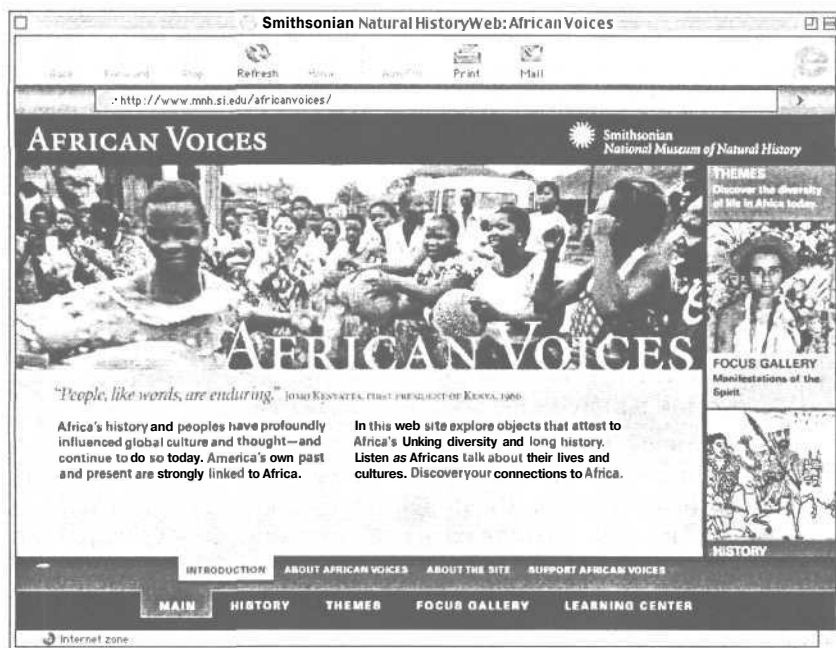 Smithsonian Natural HistoryWeb: African Voices
Back Forward Stop Refresh Home AutoFill Print Mail
http://www.mnh.si.edu/africanvoices/
AFRICAN VOICES
Smithsonian
National Museum of Natural History
THEMES
Discover the diversity
of life in Africa today.
AFRICAN VOICES
FOCUS GALLERY
Manifestations of the
Spirit
"People, like words, are enduring." JOMO KENYATTA, FIRST PRESIDENT OF KENYA, 1966
Africa's history and peoples have profoundly
influenced global culture and thought—and
continue to do so today. America's own past
and present are strongly linked to Africa.
In this web site explore objects that attest to
Africa's Unking diversity and long history.
Listen as Africans talk about their lives and
cultures. Discoveryour connections to Africa.
HISTORY
INTRODUCTION ABOUT AFRICAN VOICES ABOUT THE SITE SUPPORT AFRICAN VOICES
MAIN HISTORY THEMES FOCUS GALLERY LEARNING CENTER
Internet zone